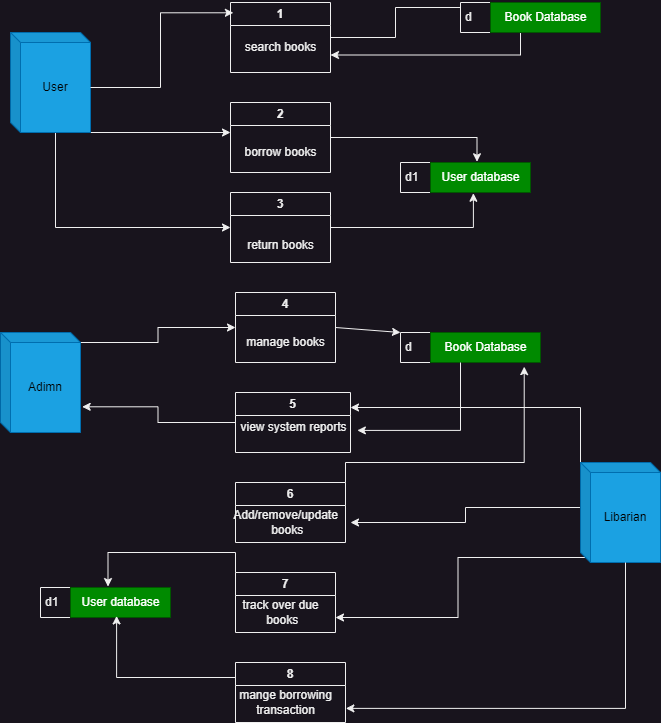 1
search books
d
Book Database
User
2
borrow books
d1
User database
3
return books
4
manage books
d
Book Database
Adimn
5
view system reports
6
Add/remove/update
books
Libarian
7
track over due
books
d1
User database
8
mange borrowing
transaction